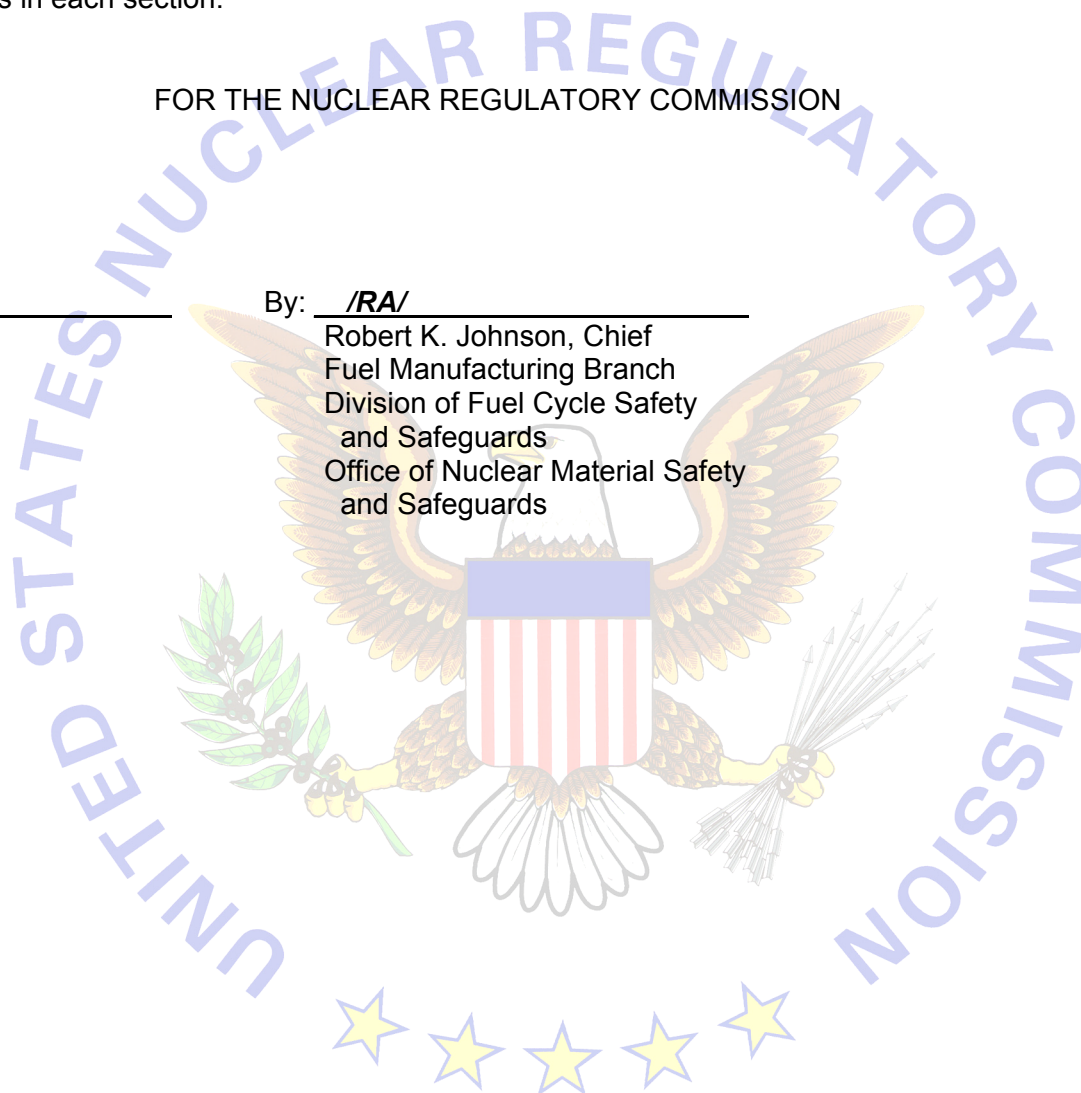 s in each section.
FOR THE NUCLEAR REGULATORY COMMISSION
By: /RA/
Robert K. Johnson, Chief
Fuel Manufacturing Branch
Division of Fuel Cycle Safety
and Safeguards
Office of Nuclear Material Safety
and Safeguards
UNITED STATES NUCLEAR REGULATORY COMMISSION